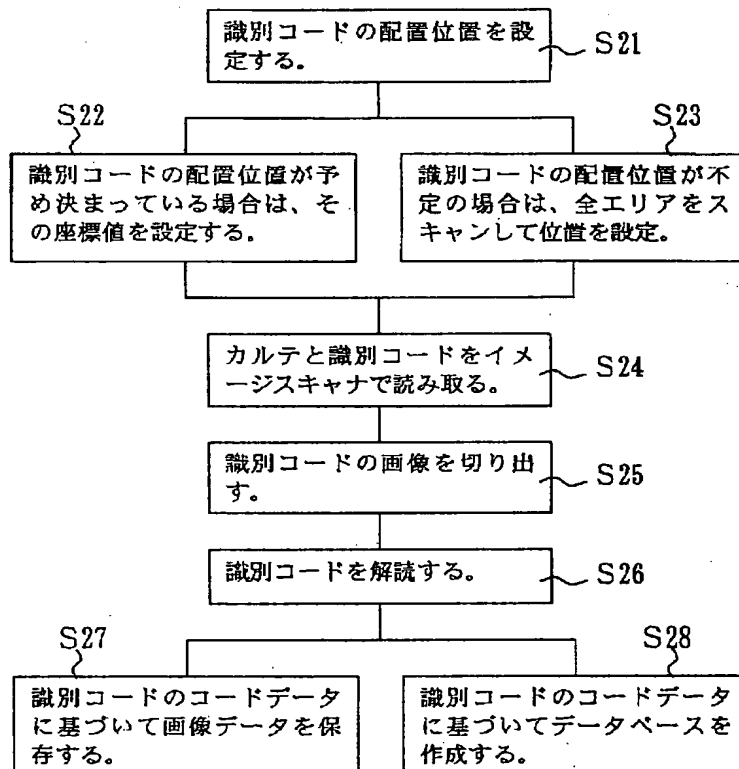 識別コードの配置位置を設
定する。
S21
S22
S23
識別コードの配置位置が予
め決まっている場合は、そ
の座標値を設定する。
識別コードの配置位置が不
定の場合は、全エリアをス
キャンして位置を設定。
カルテと識別コードをイメ
ージスキャナで読み取る。
S24
識別コードの画像を切り出
す。
S25
識別コードを解読する。
S26
S27
S28
識別コードのコードデータ
に基づいて画像データを保
存する。
識別コードのコードデータ
に基づいてデータベースを
作成する。